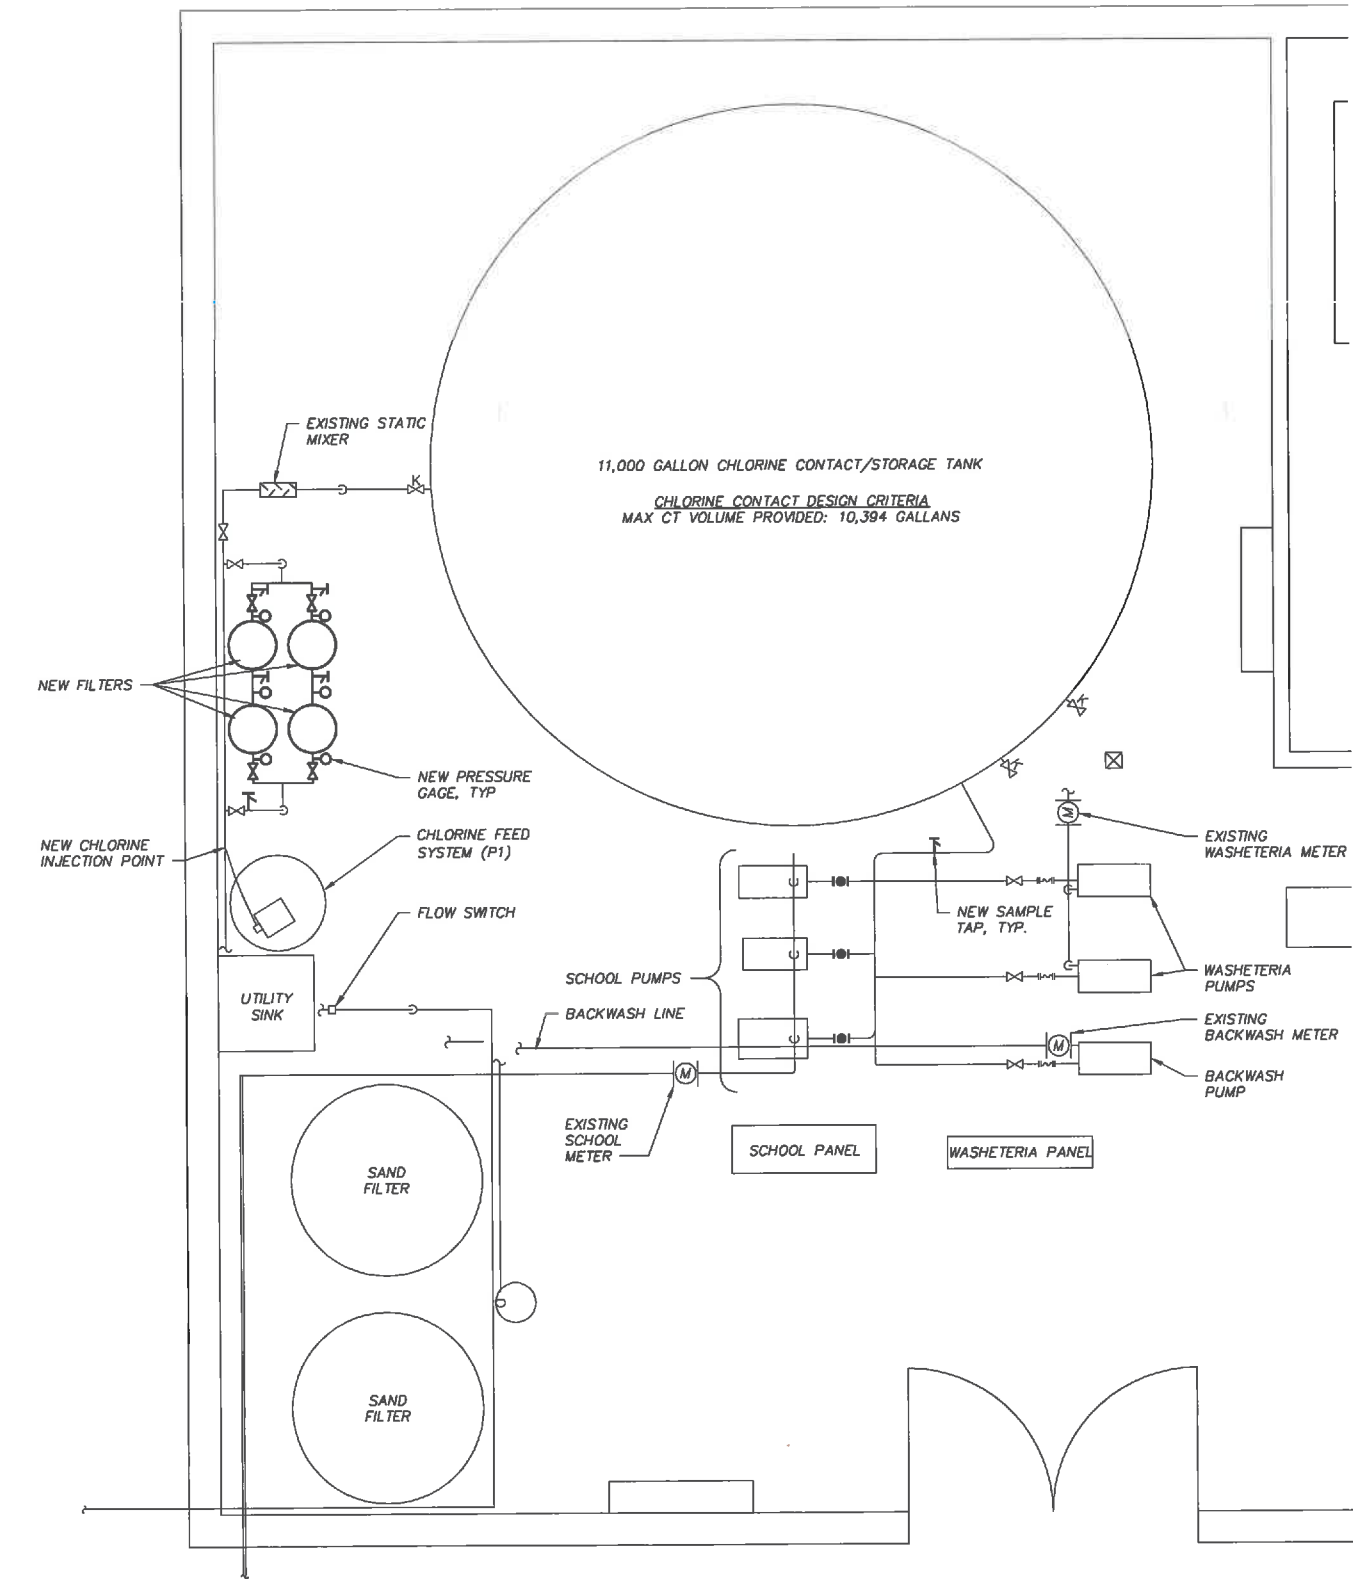 EXISTING STATIC
MIXER
11,000 GALLON CHLORINE CONTACT/STORAGE TANK
CHLORINE CONTACT DESIGN CRITERIA
MAX CT VOLUME PROVIDED: 10,394 GALLANS
K
NEW FILTERS
K
K
NEW PRESSURE
GAGE, TYP
NEW CHLORINE
INJECTION POINT
CHLORINE FEED
SYSTEM (P1)
M
EXISTING
WASHETERIA METER
FLOW SWITCH
NEW SAMPLE
TAP, TYP.
SCHOOL PUMPS
WASHETERIA
PUMPS
UTILITY
SINK
BACKWASH LINE
EXISTING
BACKWASH METER
M
M
BACKWASH
PUMP
EXISTING
SCHOOL
METER
SCHOOL PANEL
WASHETERIA PANEL
SAND
FILTER
SAND
FILTER